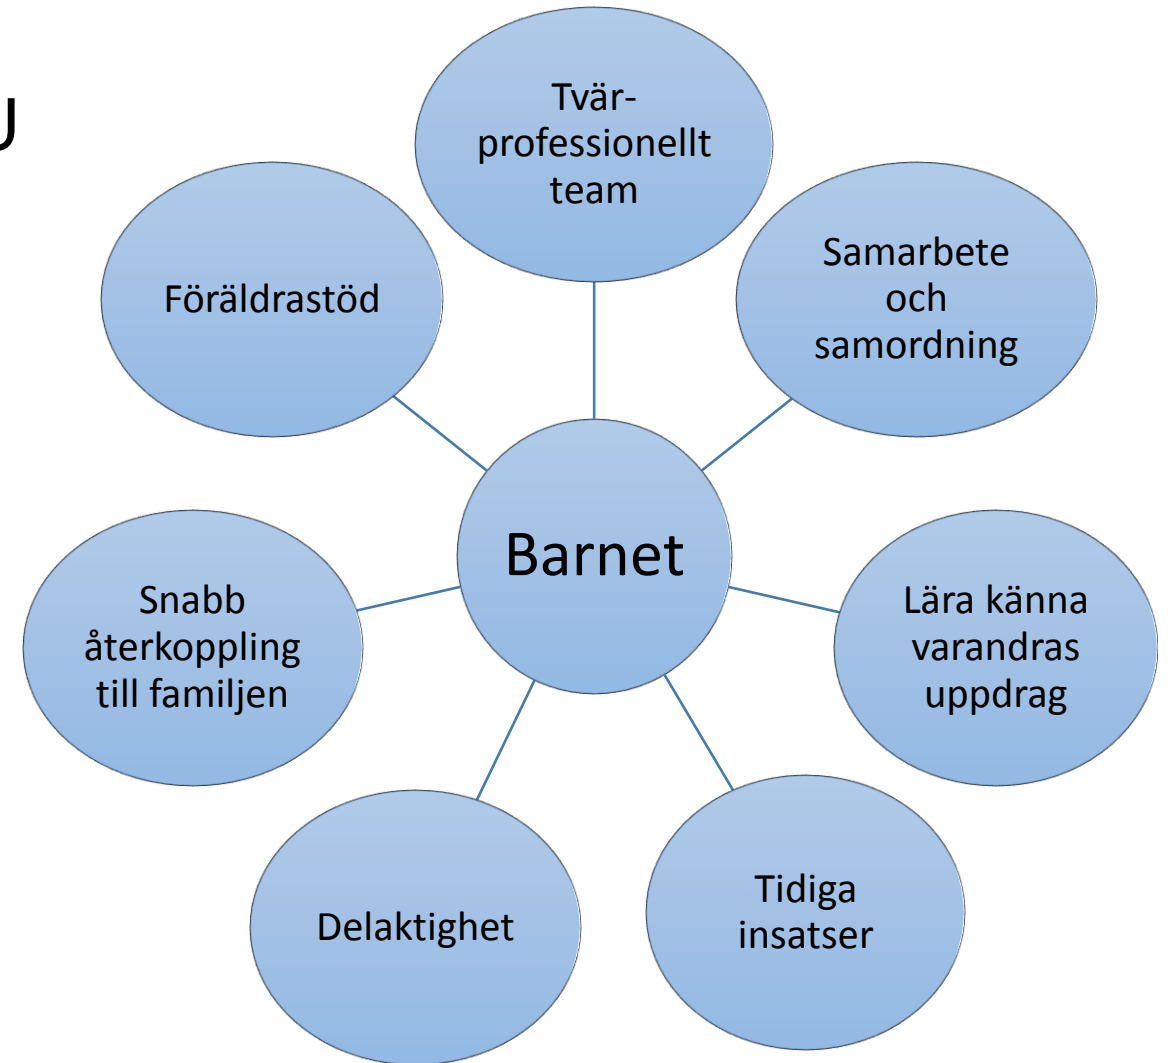 U
Tvär-
professionellt
team
Samarbete
och
samordning
Lära känna
varandras
uppdrag
Tidiga
insatser
Delaktighet
Snabb
återkoppling
till familjen
Föräldrastöd
Barnet